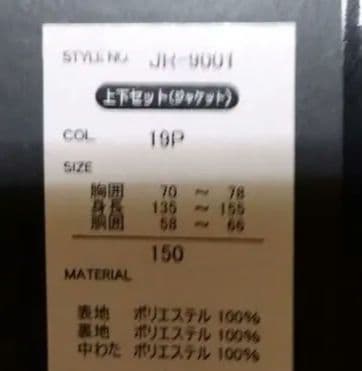 STYLE NO. JR-9001
上下セット(ジャケット)
COL. 19P
SIZE
胸囲 70 ～ 78
身長 135 ～ 155
胴囲 58 ～ 66
150
MATERIAL
表地 ポリエステル 100%
裏地 ポリエステル 100%
中わた ポリエステル 100%